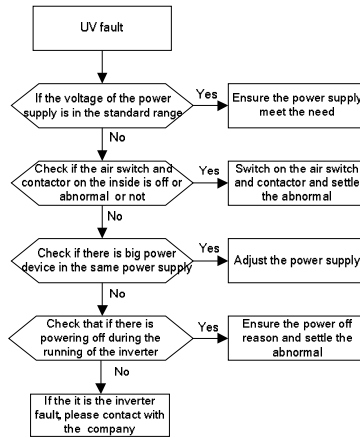 UV fault
If the voltage of the power
supply is in the standard range
Yes
Ensure the power supply
meet the need
No
Check if the air switch and
contactor on the inside is off or
abnormal or not
Yes
Switch on the air switch
and contactor and settle
the abnormal
No
Check if there is big power
device in the same power supply
Yes
Adjust the power supply
No
Check that if there is
powering off during the
running of the inverter
Yes
Ensure the power off
reason and settle the
abnormal
No
If the it is the inverter
fault, please contact with
the company